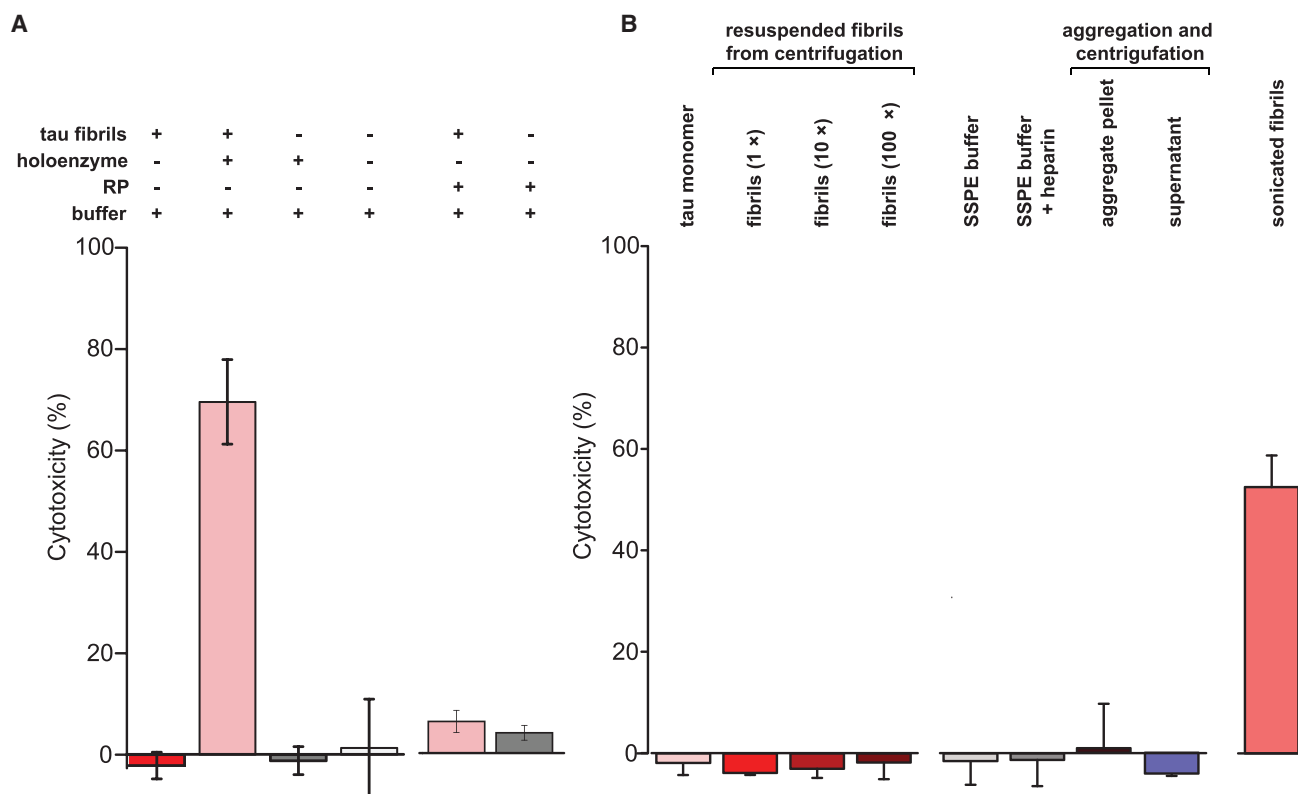 A
tau fibrils + + - - + -
holoenzyme - + + - - -
RP - - - - + +
buffer + + + + + +
Cytotoxicity (%)
100
80
60
40
20
0
B
resuspended fibrils
from centrifugation
aggregation and
centrigufation
tau monomer
fibrils (1 ×)
fibrils (10 ×)
fibrils (100 ×)
SSPE buffer
SSPE buffer
+ heparin
aggregate pellet
supernatant
sonicated fibrils
Cytotoxicity (%)
100
80
60
40
20
0